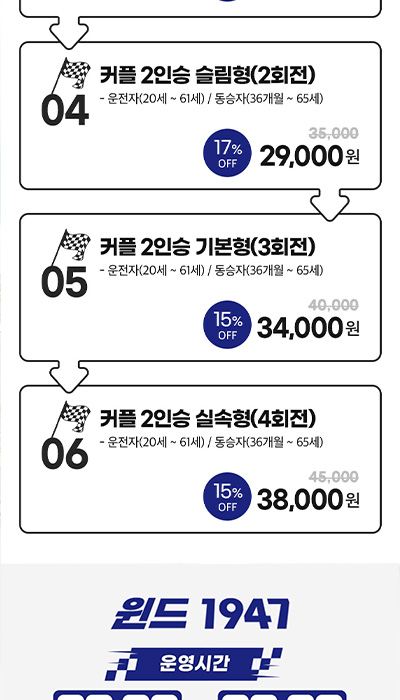 04
커플 2인승 슬림형(2회전)
- 운전자(20세 ~ 61세) / 동승자(36개월 ~ 65세)
17%
OFF
35,000
29,000원
05
커플 2인승 기본형(3회전)
- 운전자(20세 ~ 61세) / 동승자(36개월 ~ 65세)
15%
OFF
40,000
34,000원
06
커플 2인승 실속형(4회전)
- 운전자(20세 ~ 61세) / 동승자(36개월 ~ 65세)
15%
OFF
45,000
38,000원
윈드 1947
운영시간